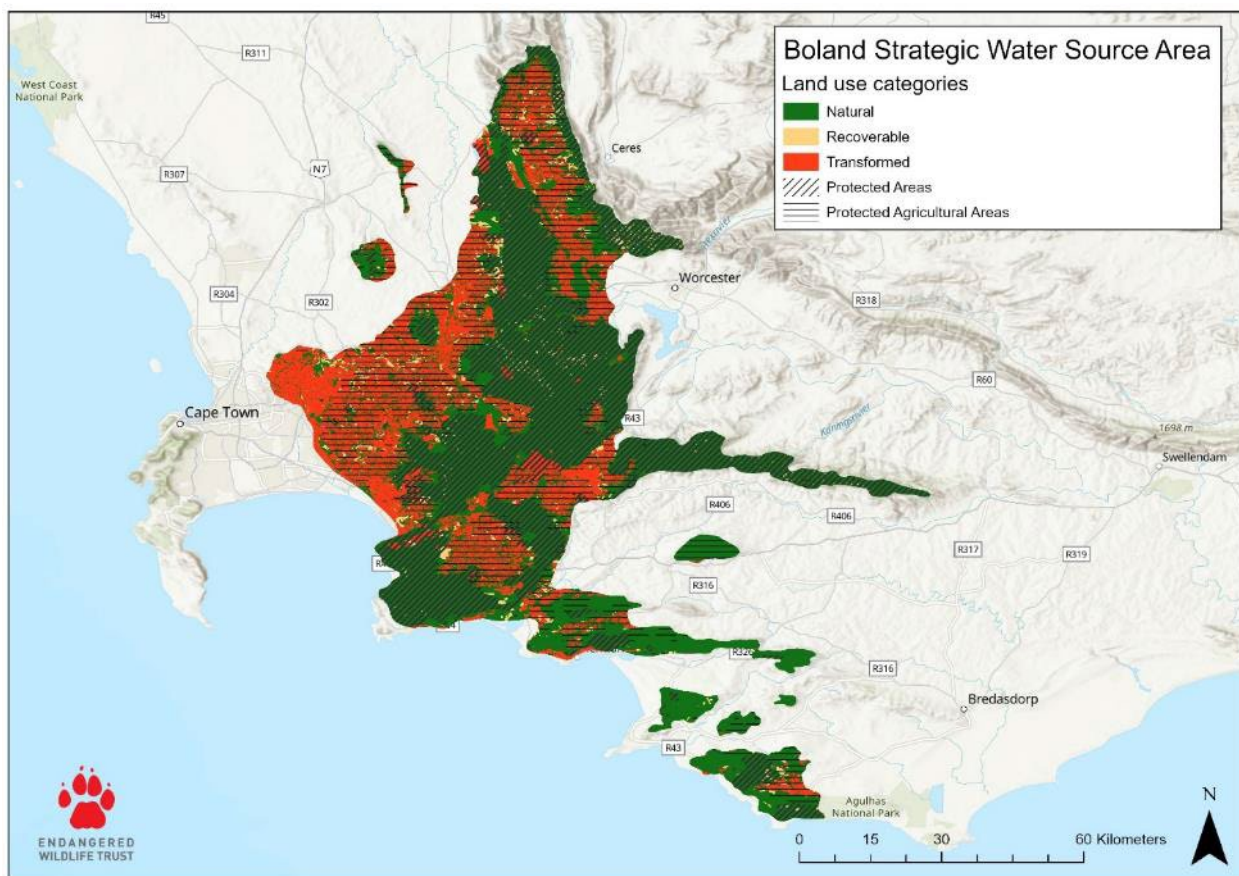 Boland Strategic Water Source Area
Land use categories
Natural
Recoverable
Transformed
Protected Areas
Protected Agricultural Areas
R45
R311
West Coast
National Park
Ceres
N7
R307
Worcester
R304
R302
R318
R60
Cape Town
R43
1698 m
Swellendam
R406
R406
R317
R319
R316
R316
Bredasdorp
R43
Agulhas
National Park
N
0 15 30 60 Kilometers
ENDANGERED
WILDLIFE TRUST